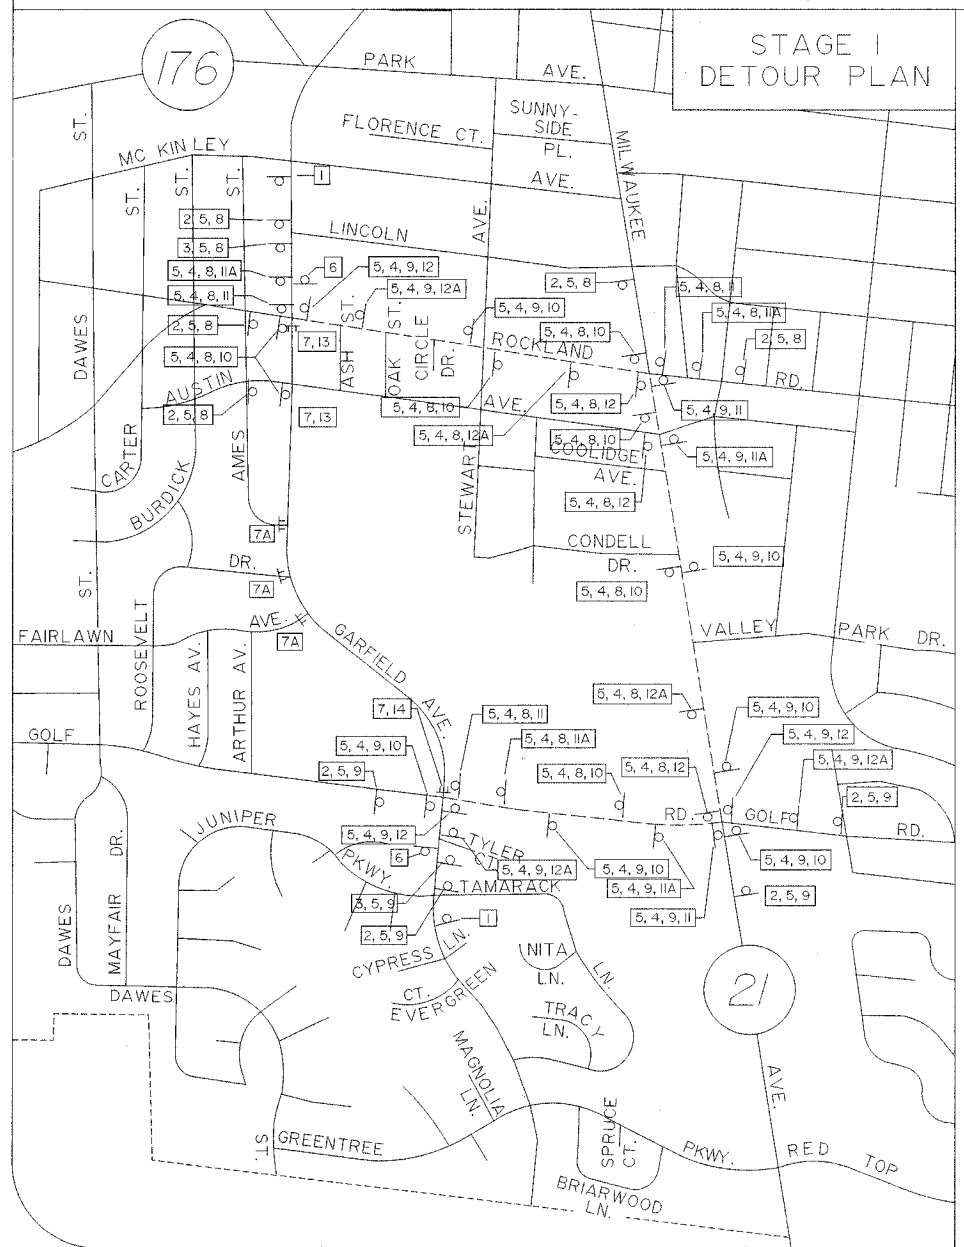 STAGE 1
DETOUR PLAN
176
PARK
AVE.
SUNNY-
SIDE
PL.
FLORENCE CT.
ST.
MC KINLEY
AVE.
MILWAUKEE
ST.
ST.
ST.
1
2, 5, 8
LINCOLN
AVE.
3, 5, 8
5, 4, 8, 11A
6
5, 4, 9, 12
5, 4, 9, 12A
2, 5, 8
5, 4, 8, 11
5, 4, 8, 11
5, 4, 9, 10
5, 4, 8, 11A
DAWES
2, 5, 8
7, 13
ST.
ASH
ST.
OAK
CIRCLE
DR.
ROCKLAND
5, 4, 8, 10
2, 5, 8
RD.
5, 4, 8, 10
AUSTIN
2, 5, 8
7, 13
5, 4, 8, 10
AVE.
5, 4, 8, 12
5, 4, 9, 11
5, 4, 8, 12A
5, 4, 8, 10
COOLIDGE
AVE.
5, 4, 9, 11A
CARTER
BURDICK
AMES
STEWART
5, 4, 8, 12
7A
CONDELL
DR.
5, 4, 9, 10
DR.
7A
5, 4, 8, 10
ST.
AVE.
7A
FAIRLAWN
ROOSEVELT
HAYES AV.
ARTHUR AV.
GARFIELD
AVE.
VALLEY
PARK DR.
5, 4, 8, 12A
7, 14
5, 4, 8, 11
5, 4, 9, 10
GOLF
5, 4, 9, 10
5, 4, 8, 11A
5, 4, 9, 12
2, 5, 9
5, 4, 8, 10
5, 4, 8, 12
5, 4, 9, 12A
2, 5, 9
JUNIPER
PKWY.
5, 4, 9, 12
TYLER
CT.
RD.
GOLF
RD.
6
5, 4, 9, 12A
5, 4, 9, 10
5, 4, 9, 10
TAMARACK
5, 4, 9, 11A
3, 5, 9
2, 5, 9
1
5, 4, 9, 11
2, 5, 9
DAWES
MAYFAIR DR.
CYPRESS LN.
NITA
LN.
LN.
21
DAWES
CT.
EVERGREEN
TRACY
LN.
MAGNOLIA
LN.
AVE.
ST.
GREENTREE
SPRUCE
CT.
PKWY.
RED TOP
BRIARWOOD
LN.